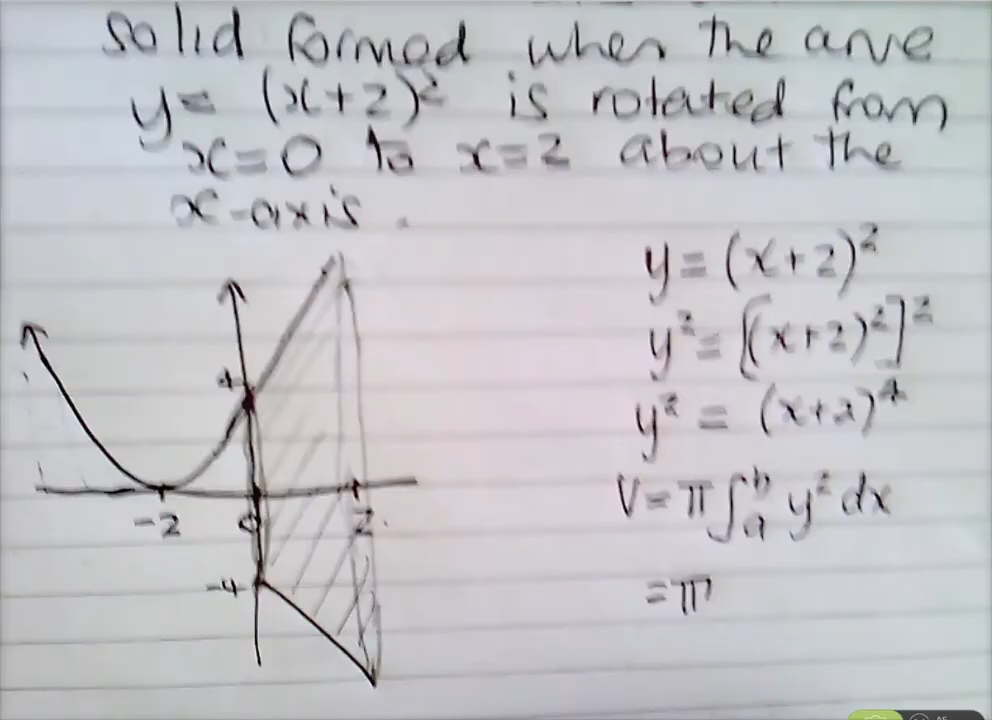 solid formed when the curve
y = (x+2)² is rotated from
x=0 to x=2 about the
x-axis.
y = (x+2)²
y² = [(x+2)²]²
y² = (x+2)⁴
V = π∫ₐᵇ y² dx
= π
4
-2
0
2
-4